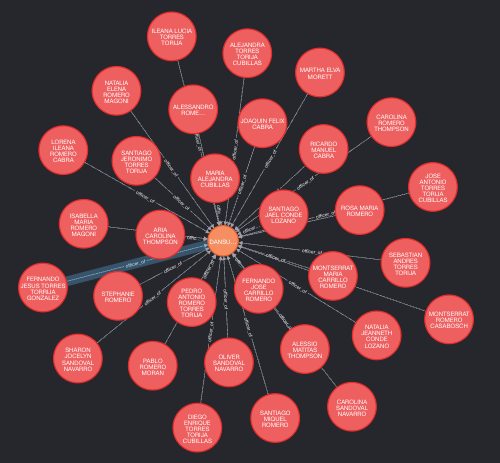 ILEANA LUCIA
TORRES
TORIJA
ALEJANDRA
TORRES
TORIJA
CUBILLAS
MARTHA ELVA
MORETT
NATALIA
ELENA
ROMERO
MAGONI
ALESSANDRO
ROME...
JOAQUIN FELIX
CABRA
CAROLINA
ROMERO
THOMPSON
LORENA
ILEANA
ROMERO
CABRA
SANTIAGO
JERONIMO
TORRES
TORIJA
RICARDO
MANUEL
CABRA
MARIA
ALEJANDRA
CUBILLAS
JOSE
ANTONIO
TORRES
TORIJA
CUBILLAS
ISABELLA
MARIA
ROMERO
MAGONI
ARIA
CAROLINA
THOMPSON
SANTIAGO
JAEL CONDE
LOZANO
ROSA MARIA
ROMERO
DANSU...
SEBASTIAN
ANDRES
TORRES
TORIJA
FERNANDO
JESUS TORRES
TORRIJA
GONZALEZ
STEPHANIE
ROMERO
PEDRO
ANTONIO
ROMERO
TORRES
TORIJA
FERNANDO
JOSE
CARRILLO
ROMERO
MONTSERRAT
MARIA
CARRILLO
ROMERO
MONTSERRAT
ROMERO
CASABOSCH
SHARON
JOCELYN
SANDOVAL
NAVARRO
PABLO
ROMERO
MORAN
OLIVER
SANDOVAL
NAVARRO
ALESSIO
MATITAS
THOMPSON
NATALIA
JEANNETH
CONDE
LOZANO
DIEGO
ENRIQUE
TORRES
TORIJA
CUBILLAS
SANTIAGO
MIQUEL
ROMERO
CAROLINA
SANDOVAL
NAVARRO
officer_of
officer_of
officer_of
officer_of
officer_of
officer_of
officer_of
officer_of
officer_of
officer_of